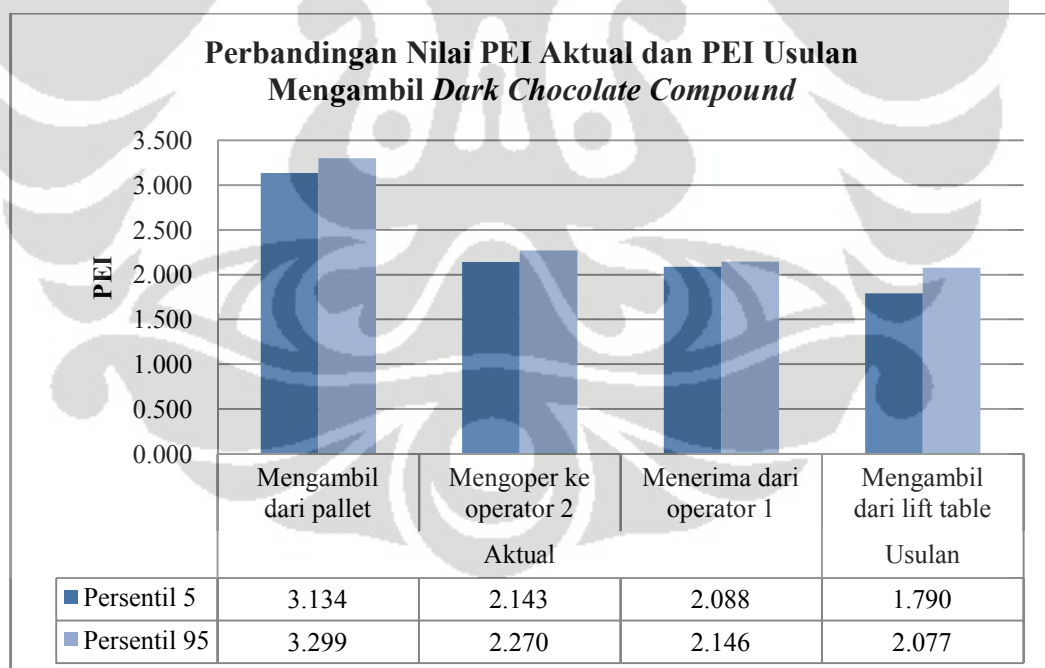 Perbandingan Nilai PEI Aktual dan PEI Usulan
Mengambil Dark Chocolate Compound
PEI
3.500
3.000
2.500
2.000
1.500
1.000
0.500
0.000
Mengambil dari pallet
Mengoper ke operator 2
Menerima dari operator 1
Mengambil dari lift table
Aktual
Usulan
Persentil 5 3.134 2.143 2.088 1.790
Persentil 95 3.299 2.270 2.146 2.077